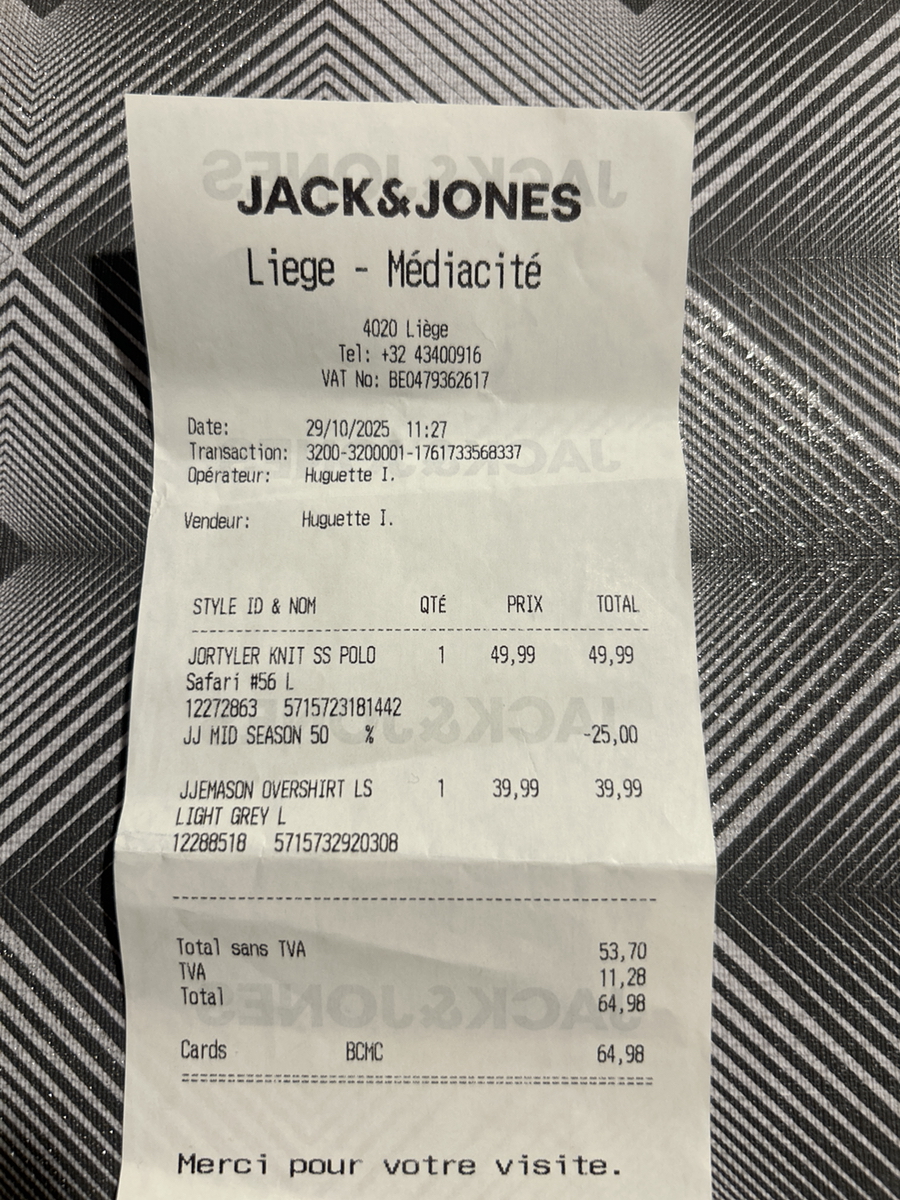 JACK&JONES
Liege - Médiacité
4020 Liège
Tel: +32 43400916
VAT No: BE0479362617
Date: 29/10/2025 11:27
Transaction: 3200-3200001-1761733568337
Opérateur: Huguette I.
Vendeur: Huguette I.
STYLE ID & NOM QTÉ PRIX TOTAL
JORTYLER KNIT SS POLO 1 49,99 49,99
Safari #56 L
12272863 5715723181442
JJ MID SEASON 50 % -25,00
JJEMASON OVERSHIRT LS 1 39,99 39,99
LIGHT GREY L
12288518 5715732920308
Total sans TVA 53,70
TVA 11,28
Total 64,98
Cards BCMC 64,98
Merci pour votre visite.